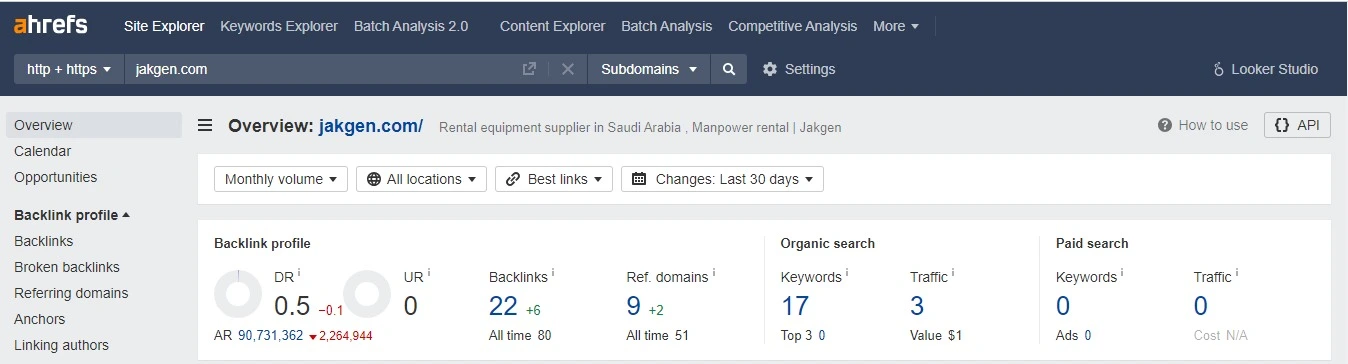 ahrefs Site Explorer Keywords Explorer Batch Analysis 2.0 Content Explorer Batch Analysis Competitive Analysis More
http + https jakgen.com Subdomains Settings Looker Studio
Overview
Calendar
Opportunities
Backlink profile
Backlinks
Broken backlinks
Referring domains
Anchors
Linking authors
Overview: jakgen.com/ Rental equipment supplier in Saudi Arabia , Manpower rental | Jakgen How to use {} API
Monthly volume All locations Best links Changes: Last 30 days
Backlink profile
DR i UR i Backlinks i Ref. domains i
0.5 −0.1 0 22 +6 9 +2
AR 90,731,362 2,264,944 All time 80 All time 51
Organic search
Keywords i Traffic i
17 3
Top 3 0 Value $1
Paid search
Keywords i Traffic i
0 0
Ads 0 Cost N/A